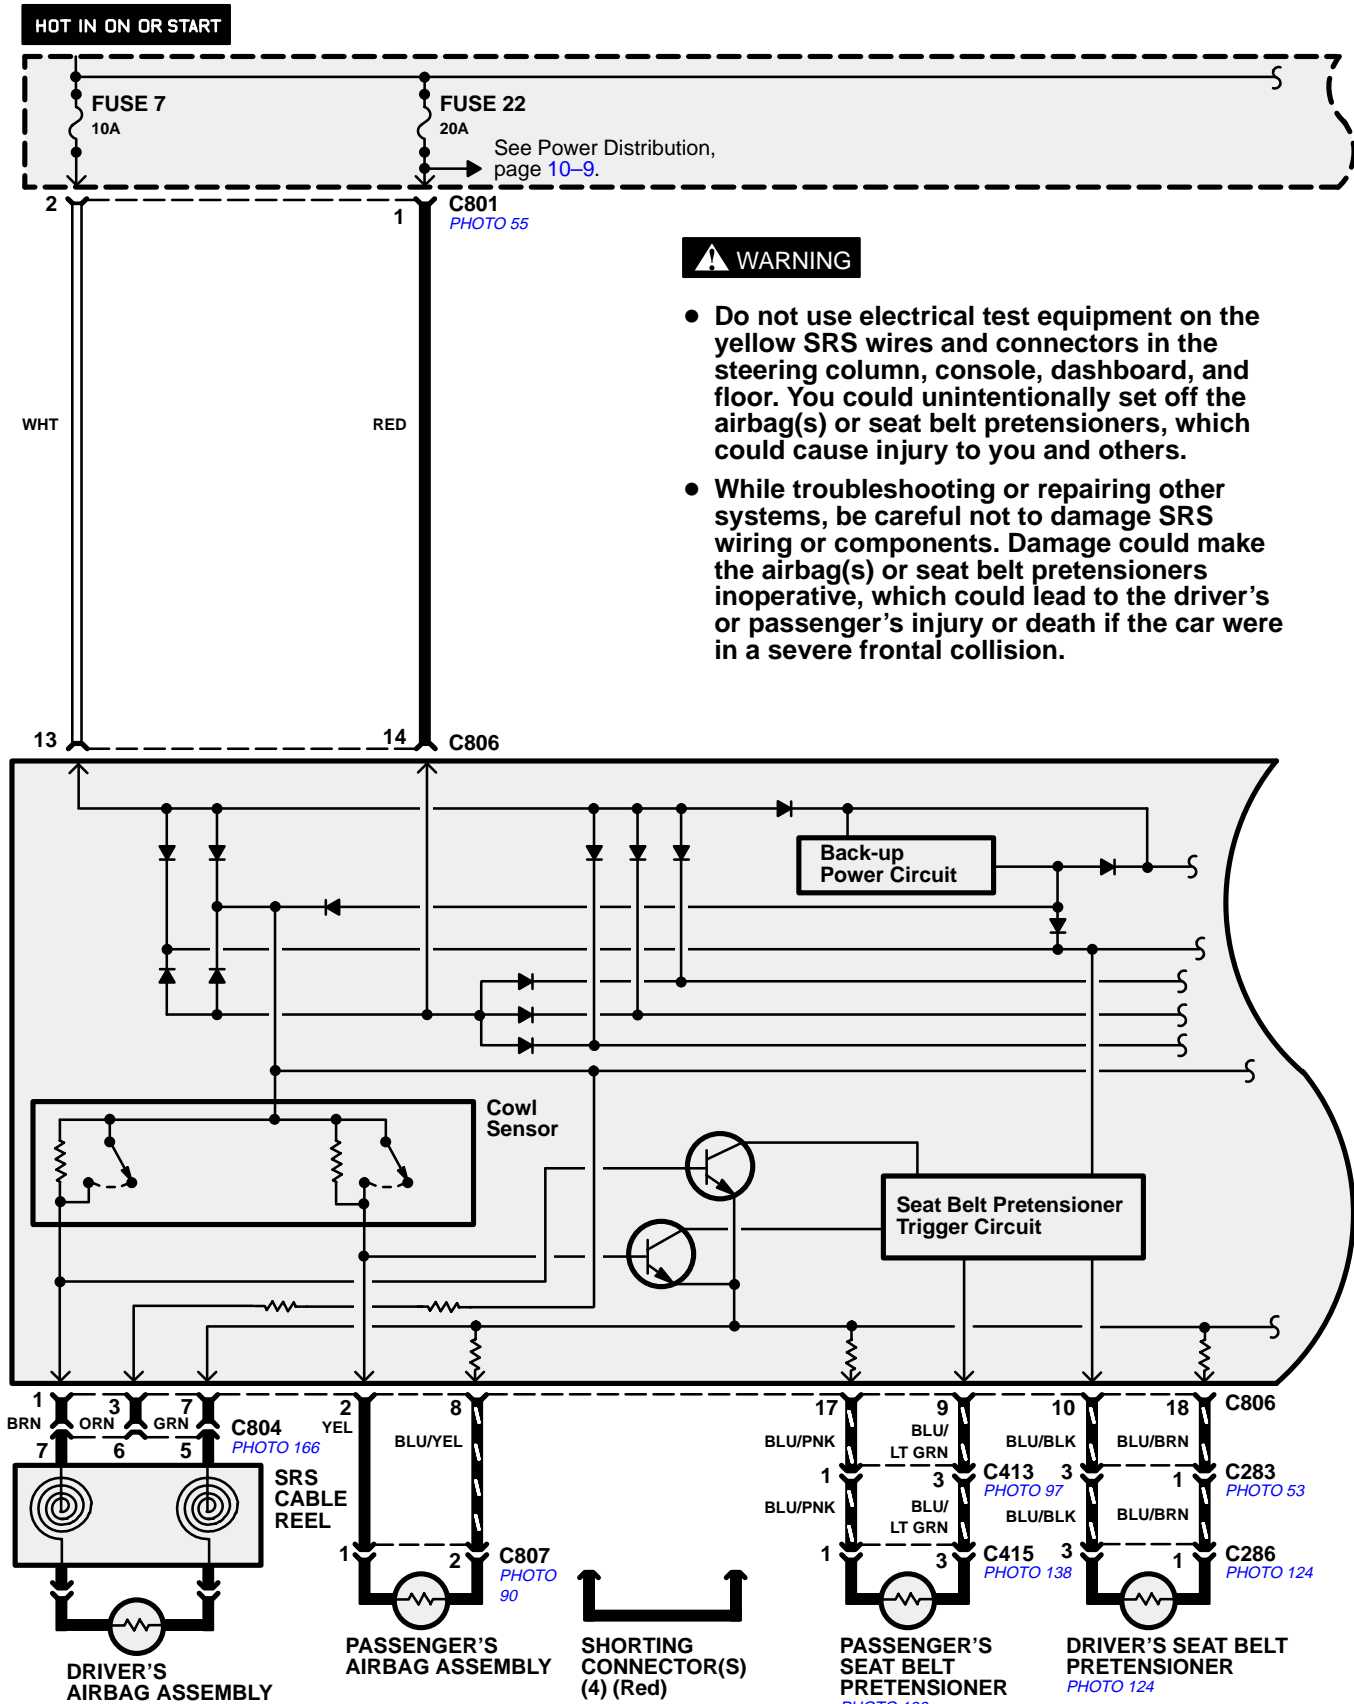 HOT IN ON OR START
FUSE 7
10A
FUSE 22
20A
See Power Distribution,
page 10–9.
2
1
C801
PHOTO 55
WARNING
● Do not use electrical test equipment on the
yellow SRS wires and connectors in the
steering column, console, dashboard, and
floor. You could unintentionally set off the
airbag(s) or seat belt pretensioners, which
could cause injury to you and others.
● While troubleshooting or repairing other
systems, be careful not to damage SRS
wiring or components. Damage could make
the airbag(s) or seat belt pretensioners
inoperative, which could lead to the driver’s
or passenger’s injury or death if the car were
in a severe frontal collision.
WHT
RED
13
14
C806
Back-up
Power Circuit
Cowl
Sensor
Seat Belt Pretensioner
Trigger Circuit
1
3
7
2
8
17
9
10
18
C806
BRN
ORN
GRN
C804
PHOTO 166
YEL
BLU/YEL
BLU/PNK
BLU/
LT GRN
BLU/BLK
BLU/BRN
7
6
5
1
3
C413
PHOTO 97
3
1
C283
PHOTO 53
SRS
CABLE
REEL
BLU/PNK
BLU/
LT GRN
BLU/BLK
BLU/BRN
1
2
C807
PHOTO
90
1
3
C415
PHOTO 138
3
1
C286
PHOTO 124
DRIVER’S
AIRBAG ASSEMBLY
PASSENGER’S
AIRBAG ASSEMBLY
SHORTING
CONNECTOR(S)
(4) (Red)
PASSENGER’S
SEAT BELT
PRETENSIONER
DRIVER’S SEAT BELT
PRETENSIONER
PHOTO 124